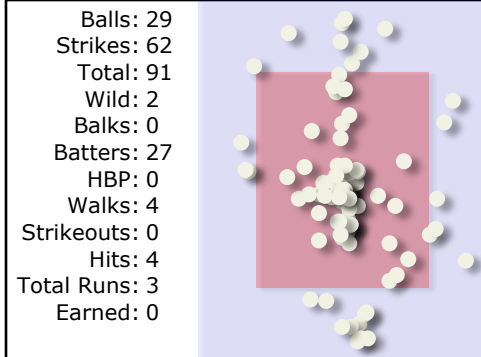 Balls: 29
Strikes: 62
Total: 91
Wild: 2
Balks: 0
Batters: 27
HBP: 0
Walks: 4
Strikeouts: 0
Hits: 4
Total Runs: 3
Earned: 0